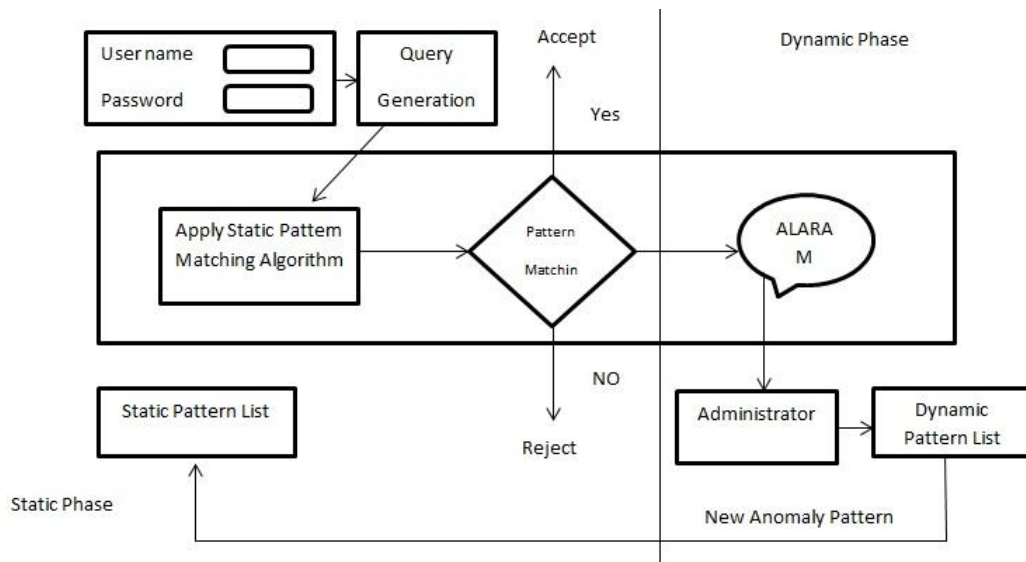 User name
Password
Query
Generation
Accept
Yes
Dynamic Phase
Apply Static Pattern
Matching Algorithm
Pattern
Matchin
ALARA
M
NO
Reject
Static Pattern List
Administrator
Dynamic
Pattern List
Static Phase
New Anomaly Pattern